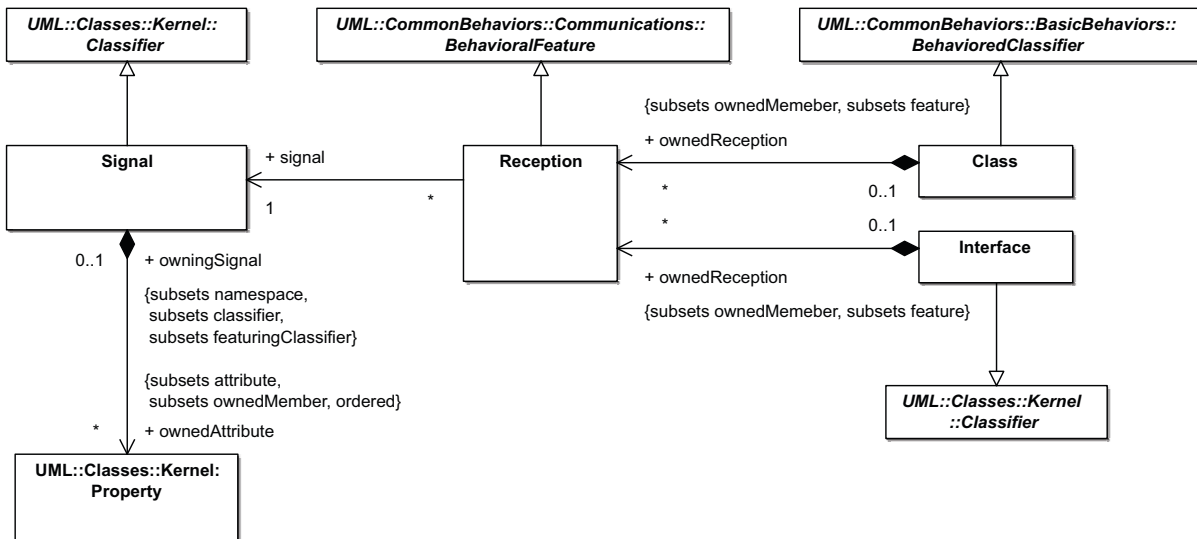 UML::Classes::Kernel::
Classifier
UML::CommonBehaviors::Communications::
BehavioralFeature
UML::CommonBehaviors::BasicBehaviors::
BehavioredClassifier
{subsets ownedMemeber, subsets feature}
+ ownedReception
Signal
+ signal
Reception
Class
*
0..1
1
*
*
0..1
Interface
0..1
+ owningSignal
+ ownedReception
{subsets namespace,
subsets classifier,
subsets featuringClassifier}
{subsets ownedMemeber, subsets feature}
{subsets attribute,
subsets ownedMember, ordered}
*
+ ownedAttribute
UML::Classes::Kernel
::Classifier
UML::Classes::Kernel:
Property